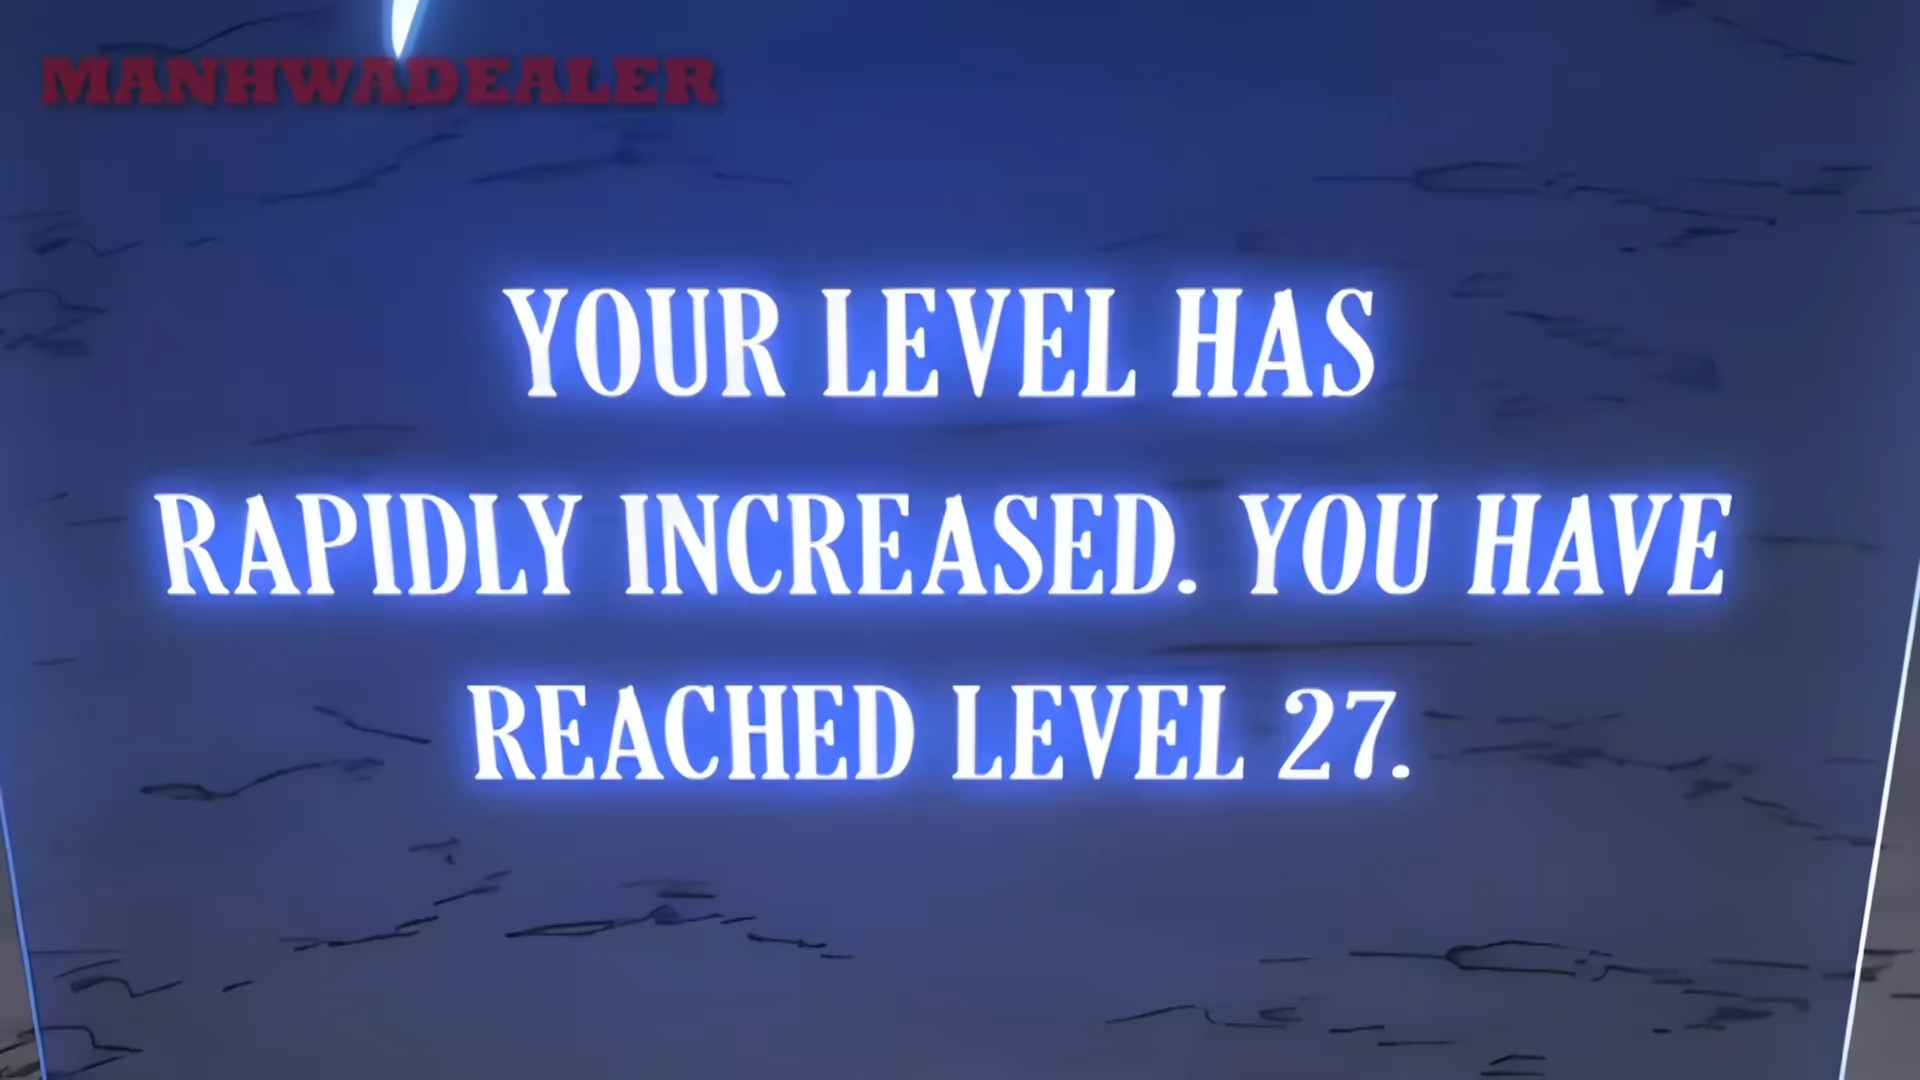 MANHWADEALER
YOUR LEVEL HAS
RAPIDLY INCREASED. YOU HAVE
REACHED LEVEL 27.